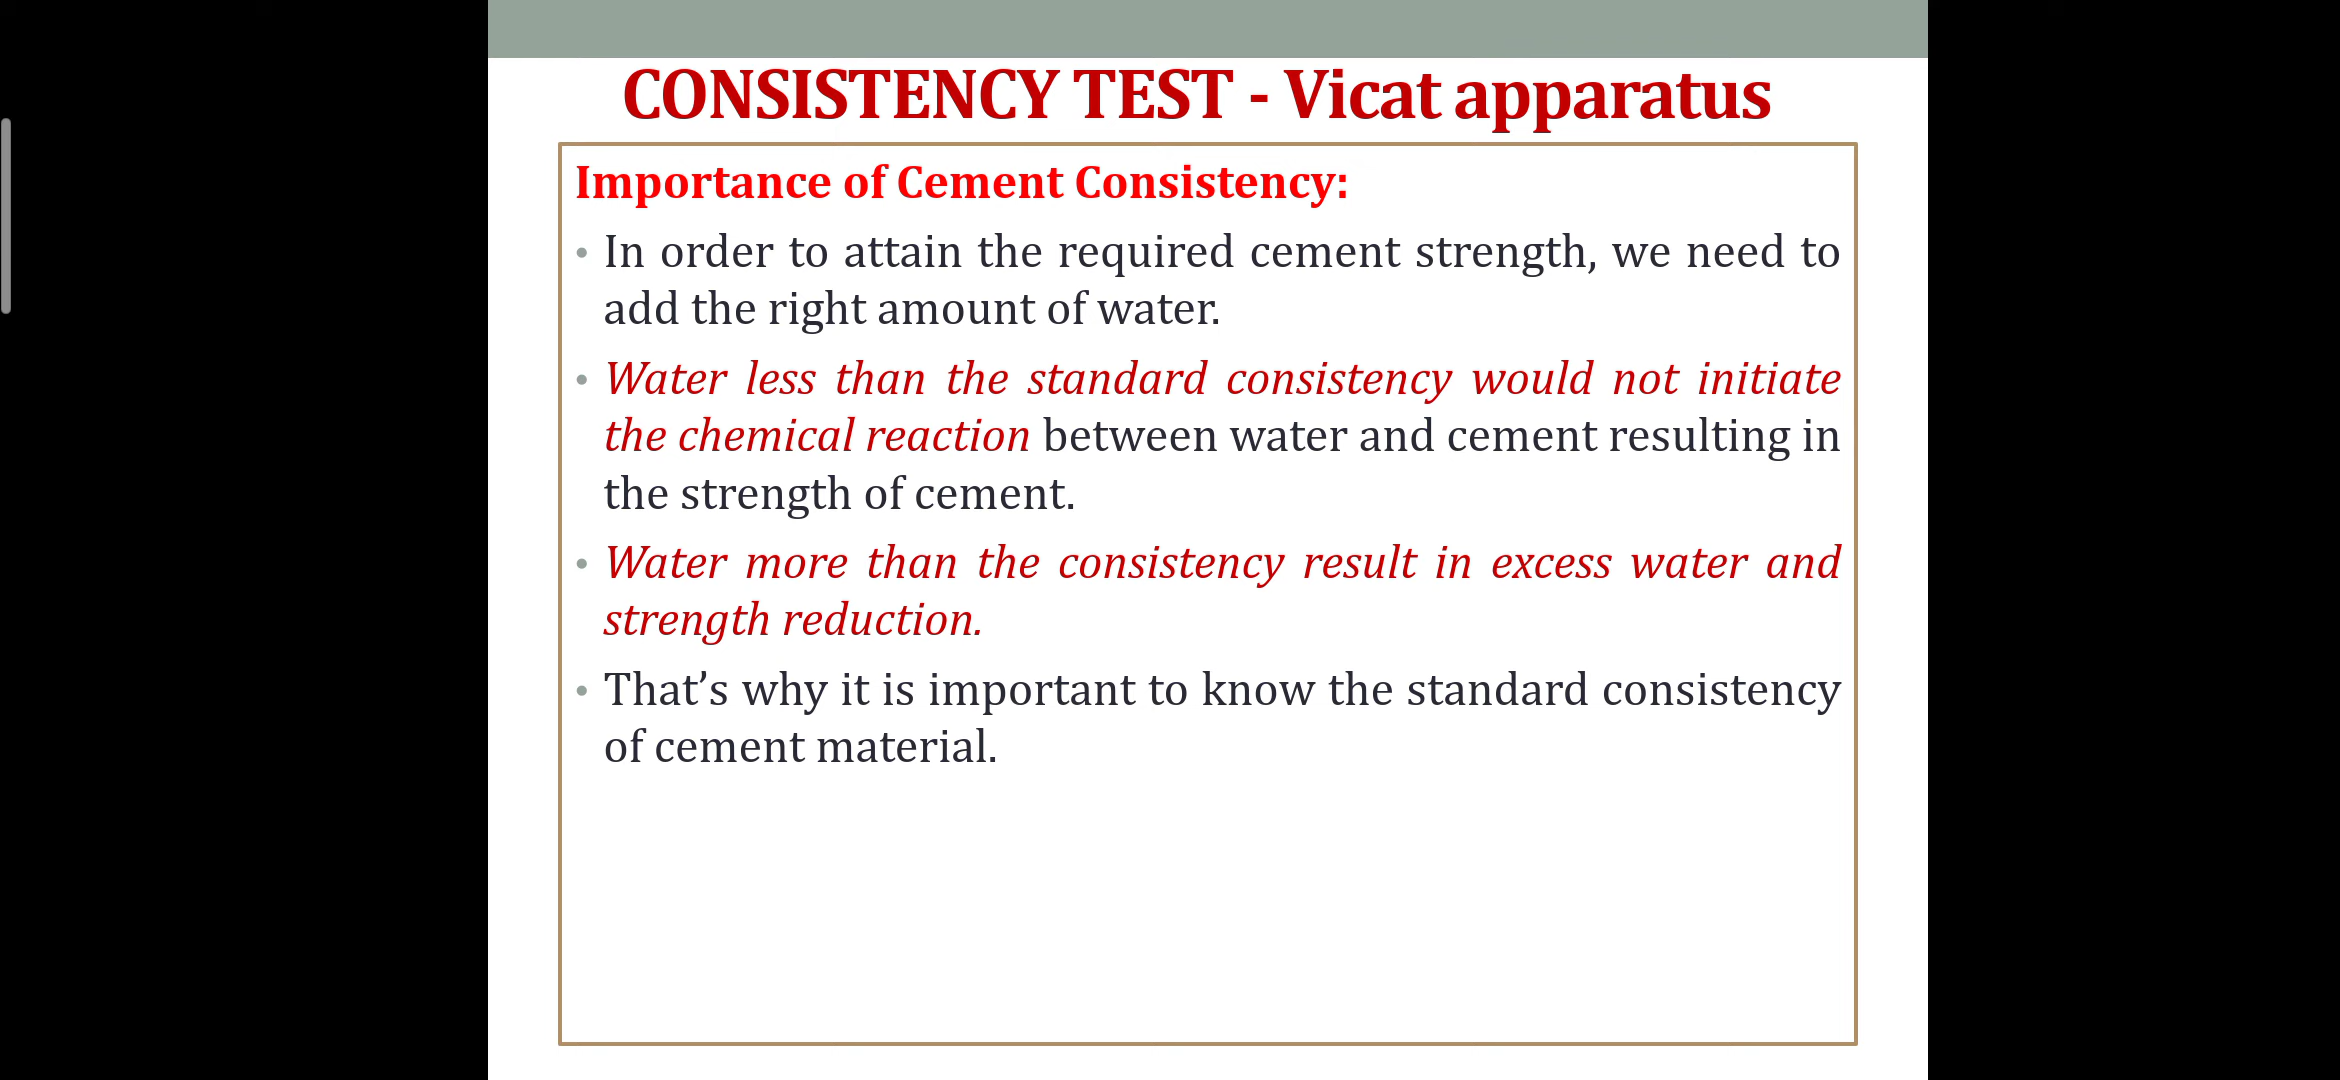 CONSISTENCY TEST - Vicat apparatus
Importance of Cement Consistency:
• In order to attain the required cement strength, we need to
add the right amount of water.
• Water less than the standard consistency would not initiate
the chemical reaction between water and cement resulting in
the strength of cement.
• Water more than the consistency result in excess water and
strength reduction.
• That’s why it is important to know the standard consistency
of cement material.